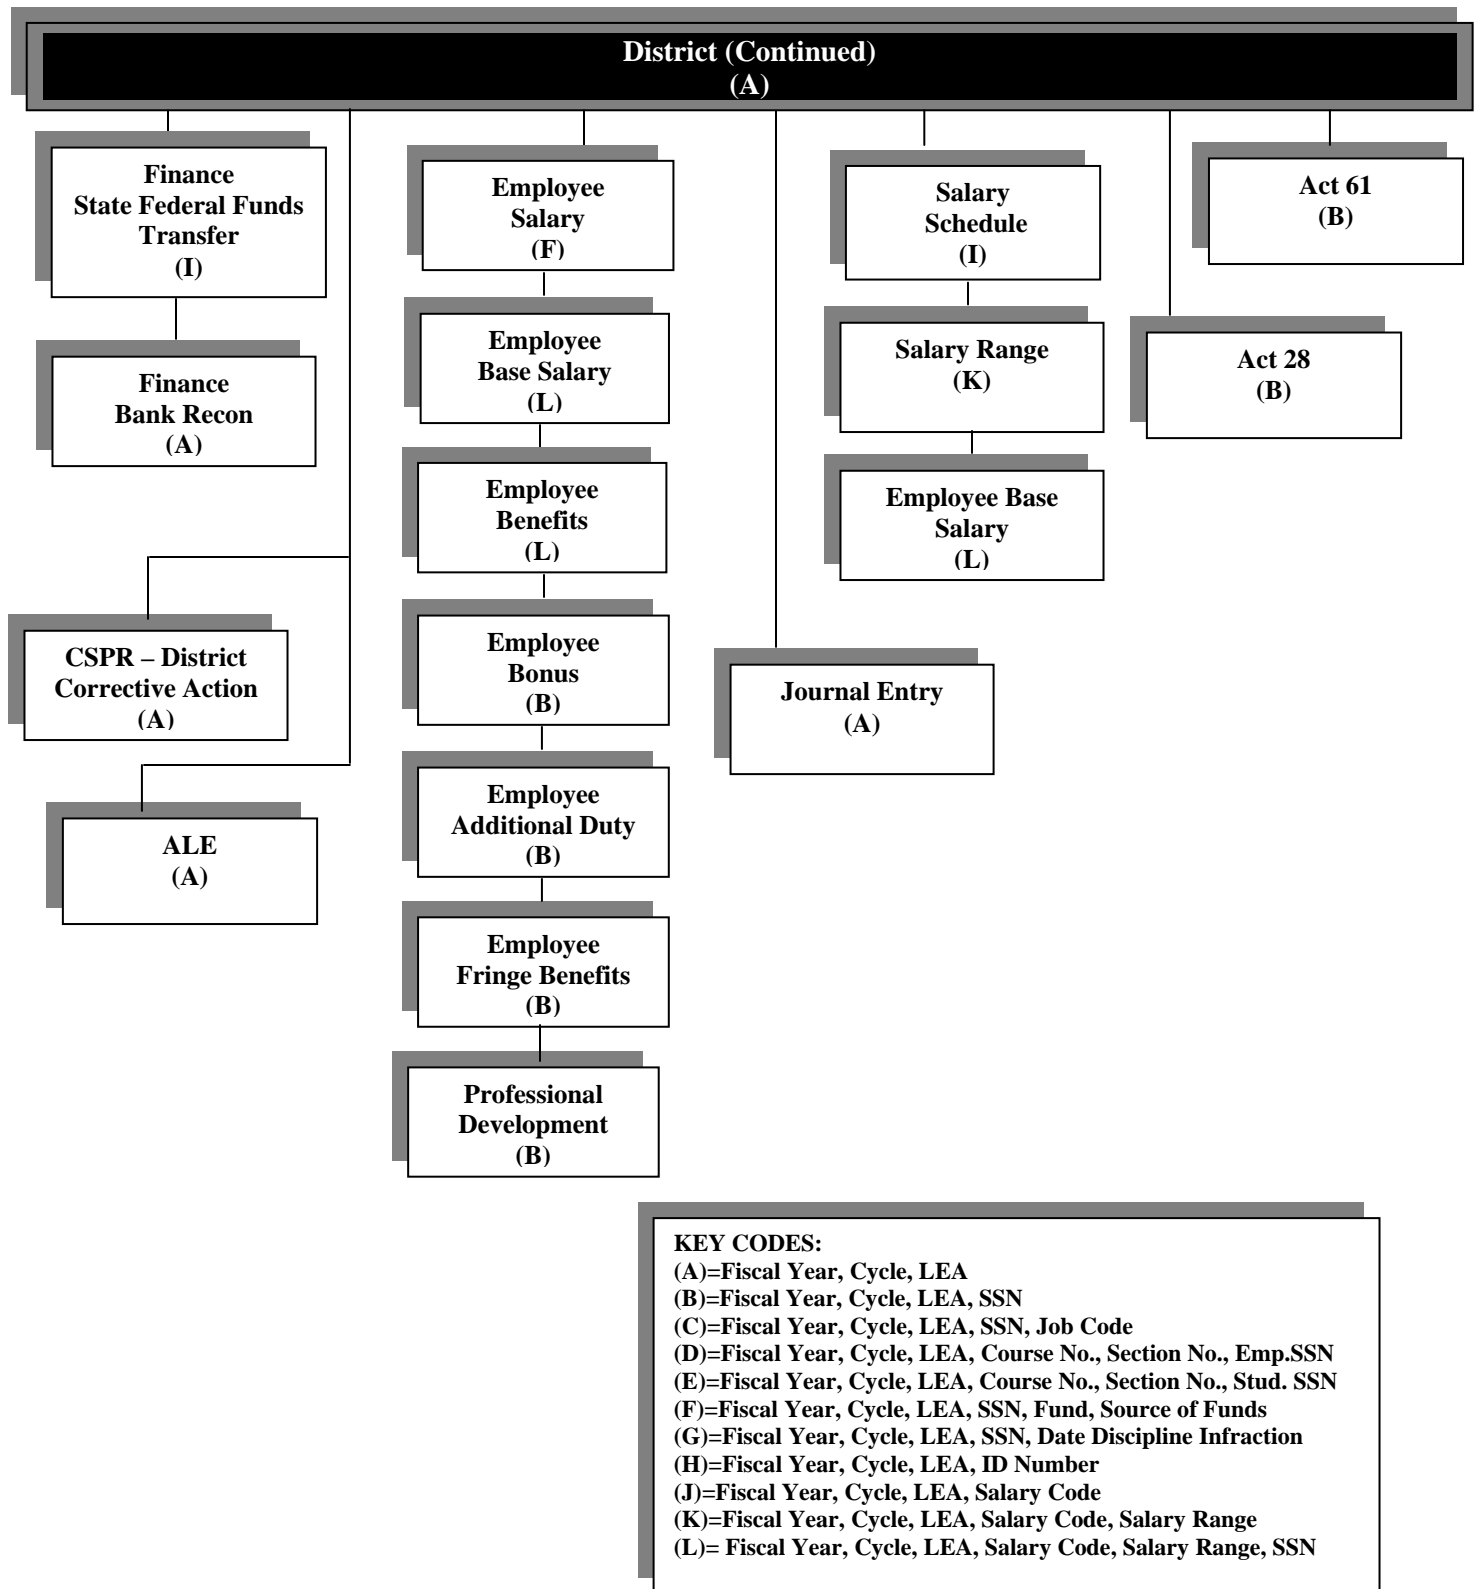 District (Continued)
(A)
Finance
State Federal Funds
Transfer
(I)
Finance
Bank Recon
(A)
CSPR – District
Corrective Action
(A)
ALE
(A)
Employee
Salary
(F)
Employee
Base Salary
(L)
Employee
Benefits
(L)
Employee
Bonus
(B)
Employee
Additional Duty
(B)
Employee
Fringe Benefits
(B)
Professional
Development
(B)
Journal Entry
(A)
Salary
Schedule
(I)
Salary Range
(K)
Employee Base
Salary
(L)
Act 61
(B)
Act 28
(B)
KEY CODES:
(A)=Fiscal Year, Cycle, LEA
(B)=Fiscal Year, Cycle, LEA, SSN
(C)=Fiscal Year, Cycle, LEA, SSN, Job Code
(D)=Fiscal Year, Cycle, LEA, Course No., Section No., Emp.SSN
(E)=Fiscal Year, Cycle, LEA, Course No., Section No., Stud. SSN
(F)=Fiscal Year, Cycle, LEA, SSN, Fund, Source of Funds
(G)=Fiscal Year, Cycle, LEA, SSN, Date Discipline Infraction
(H)=Fiscal Year, Cycle, LEA, ID Number
(J)=Fiscal Year, Cycle, LEA, Salary Code
(K)=Fiscal Year, Cycle, LEA, Salary Code, Salary Range
(L)= Fiscal Year, Cycle, LEA, Salary Code, Salary Range, SSN